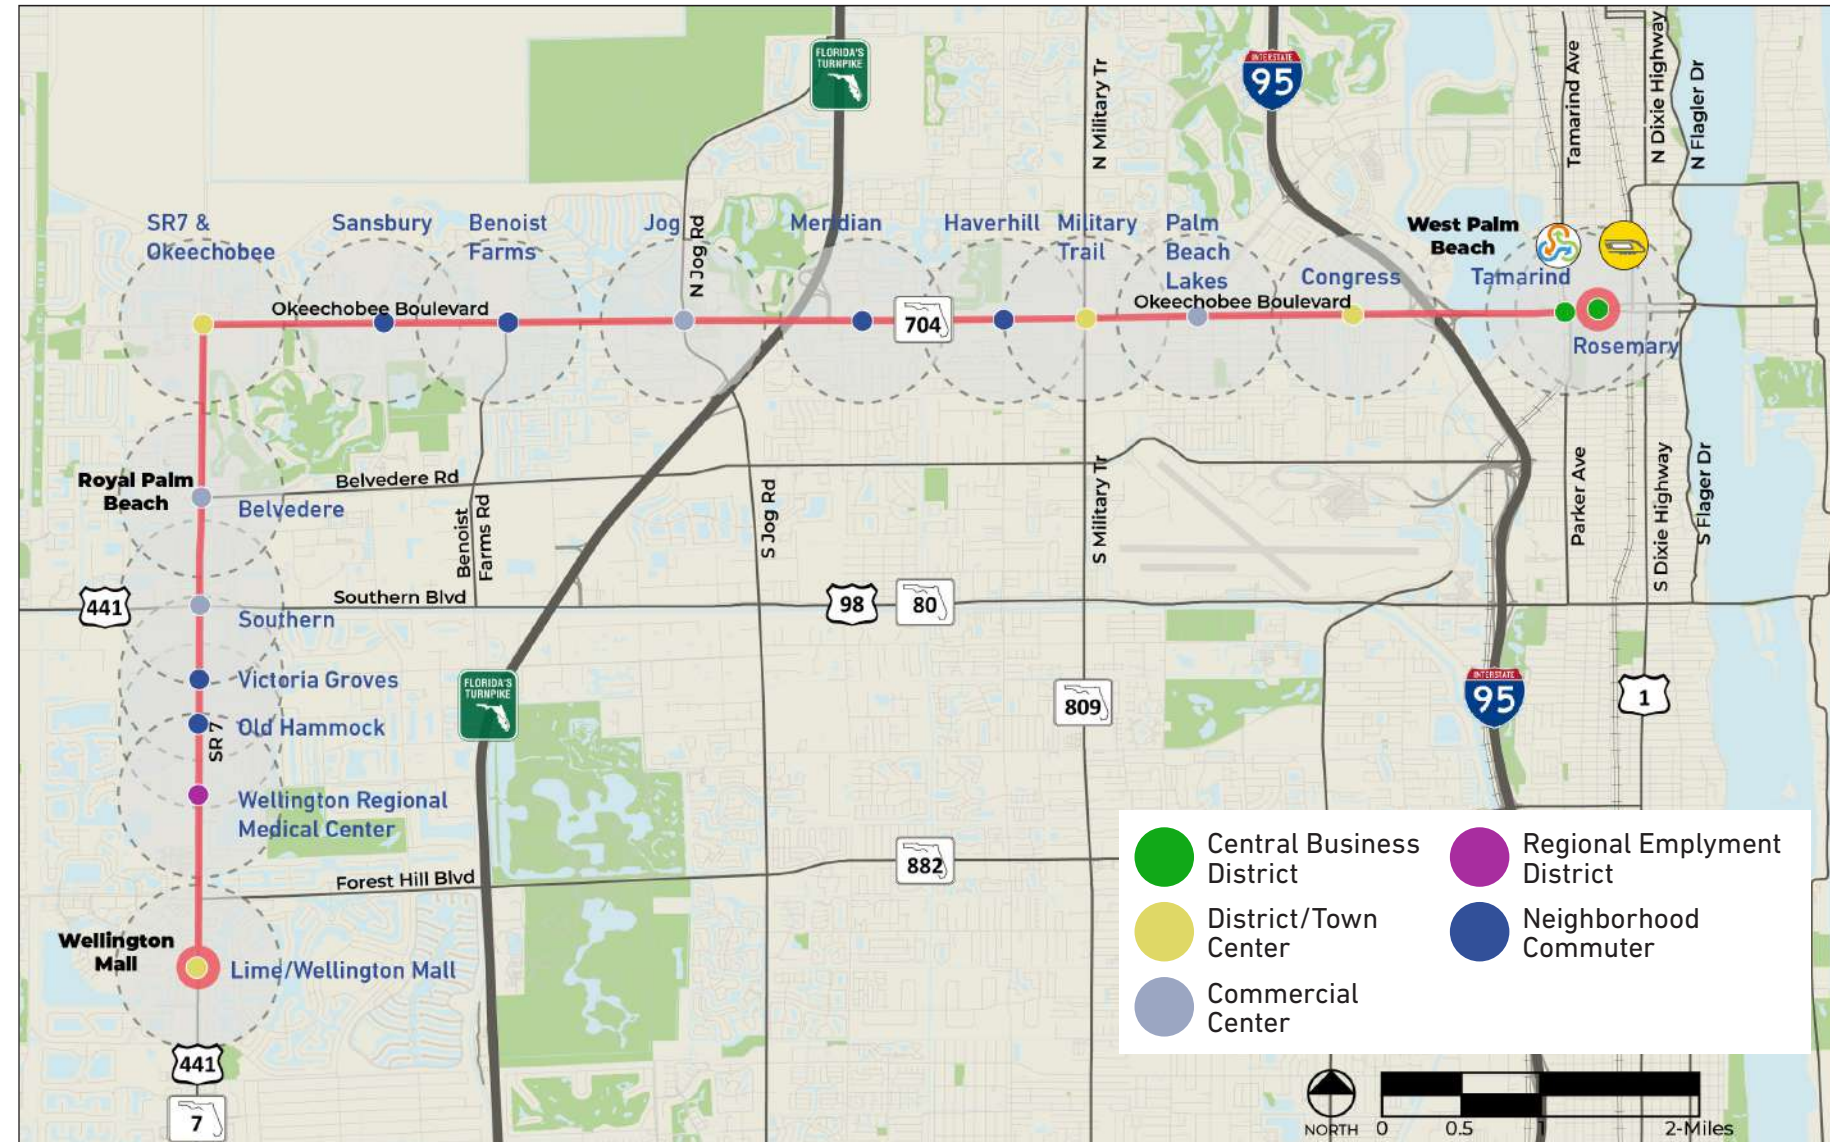 FLORIDA'S
TURNPIKE
INTERSTATE
95
N Military Tr
Tamarind Ave
N Dixie Highway
N Flagler Dr
SR7 &
Okeechobee
Sansbury
Benoist
Farms
Jog
N Jog Rd
Meridian
Haverhill
Military
Trail
Palm
Beach
Lakes
Congress
West Palm
Beach
Tamarind
Okeechobee Boulevard
704
Okeechobee Boulevard
Rosemary
Royal Palm
Beach
Belvedere
Belvedere Rd
Benoist
Farms Rd
S Jog Rd
S Military Tr
Parker Ave
S Dixie Highway
S Flager Dr
441
Southern Blvd
98
80
Southern
Victoria Groves
Old Hammock
SR 7
Wellington Regional
Medical Center
FLORIDA'S
TURNPIKE
809
INTERSTATE
95
1
Forest Hill Blvd
882
Wellington
Mall
Lime/Wellington Mall
441
7
Central Business
District
District/Town
Center
Commercial
Center
Regional Emplyment
District
Neighborhood
Commuter
NORTH
0
0.5
1
2-Miles